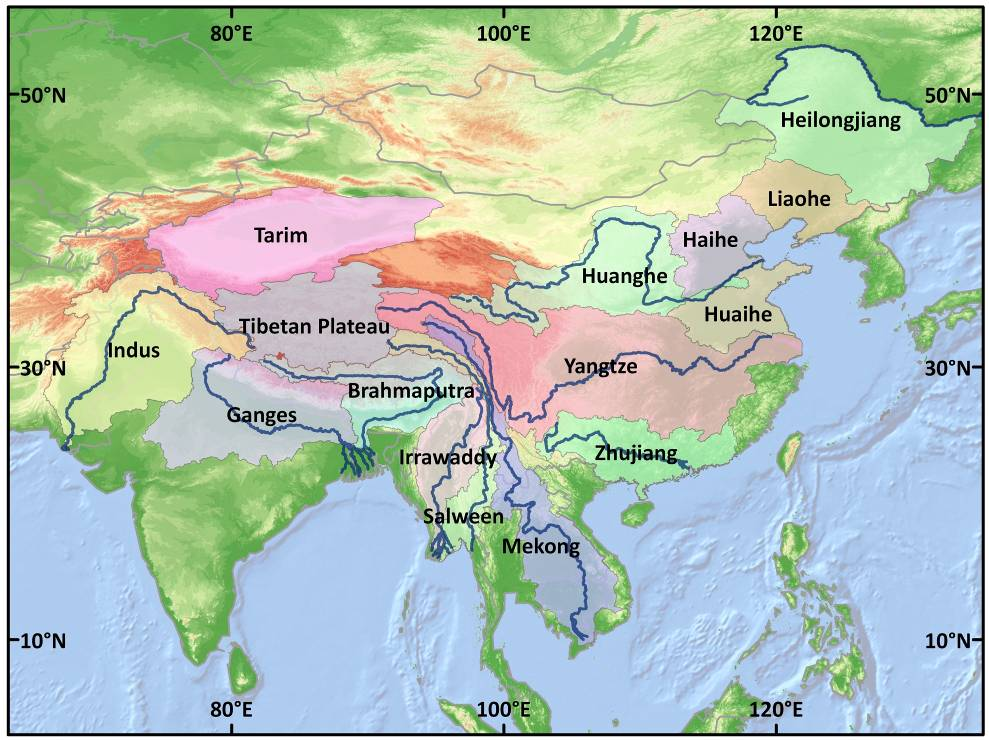 80°E
100°E
120°E
50°N
50°N
Heilongjiang
Liaohe
Tarim
Haihe
Huanghe
Huaihe
Tibetan Plateau
Indus
30°N
Yangtze
30°N
Brahmaputra
Ganges
Irrawaddy
Zhujiang
Salween
Mekong
10°N
10°N
80°E
100°E
120°E